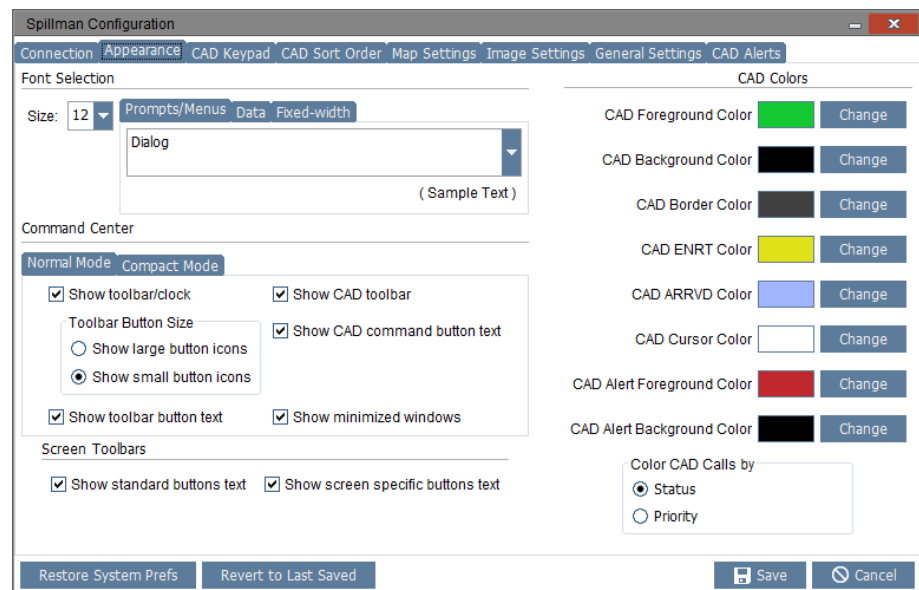 Spillman Configuration
Connection Appearance CAD Keypad CAD Sort Order Map Settings Image Settings General Settings CAD Alerts
Font Selection
Size: 12
Prompts/Menus Data Fixed-width
Dialog
( Sample Text )
Command Center
Normal Mode Compact Mode
Show toolbar/clock
Show CAD toolbar
Toolbar Button Size
Show large button icons
Show small button icons
Show CAD command button text
Show toolbar button text
Show minimized windows
Screen Toolbars
Show standard buttons text
Show screen specific buttons text
CAD Colors
CAD Foreground Color Change
CAD Background Color Change
CAD Border Color Change
CAD ENRT Color Change
CAD ARRVD Color Change
CAD Cursor Color Change
CAD Alert Foreground Color Change
CAD Alert Background Color Change
Color CAD Calls by
Status
Priority
Restore System Prefs
Revert to Last Saved
Save
Cancel